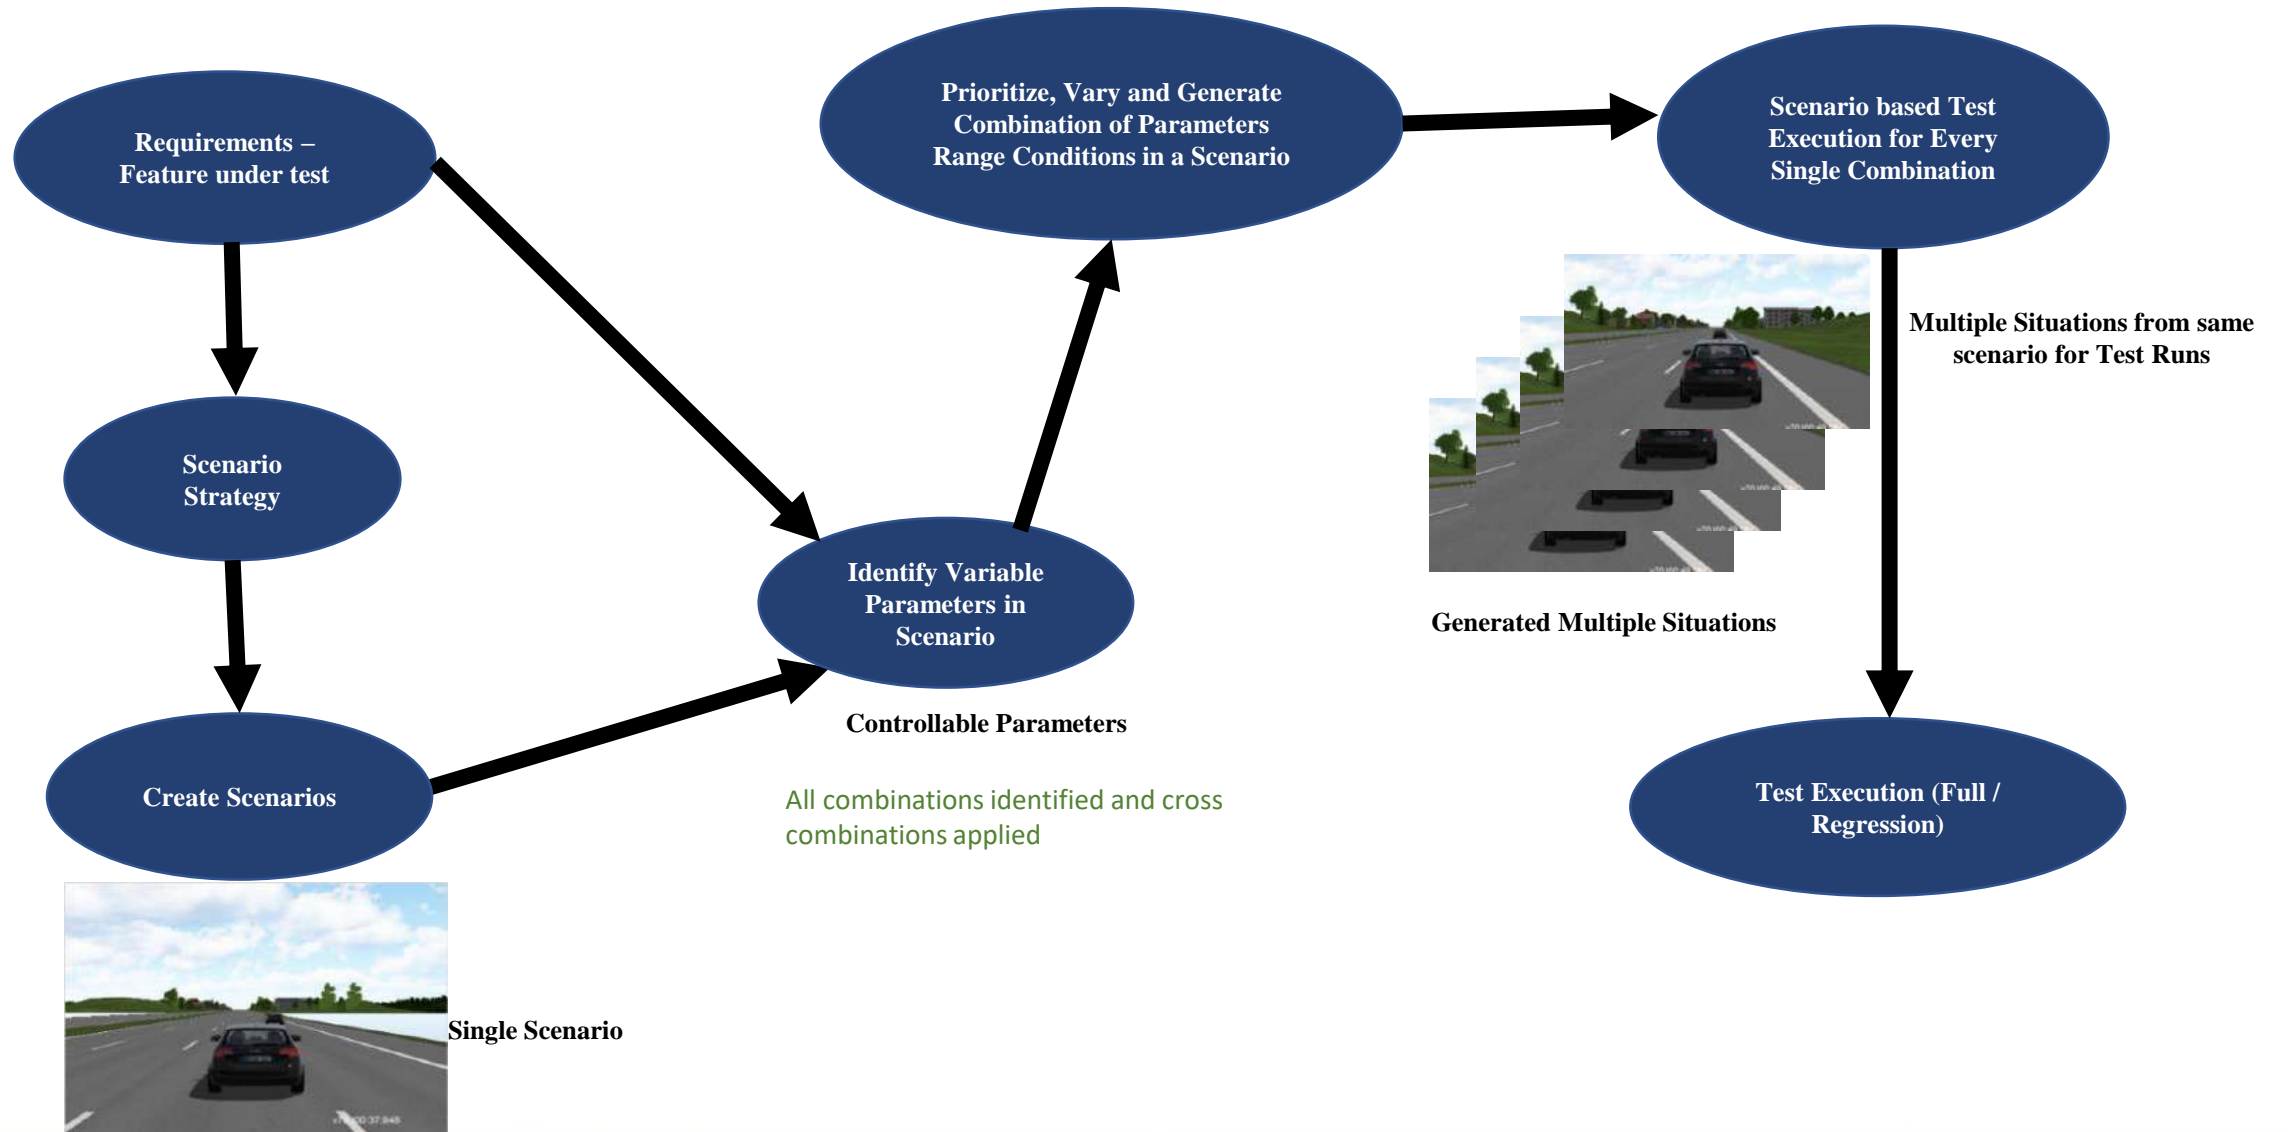 Requirements –
Feature under test
Scenario
Strategy
Create Scenarios
Single Scenario
Identify Variable
Parameters in
Scenario
Controllable Parameters
All combinations identified and cross
combinations applied
Prioritize, Vary and Generate
Combination of Parameters
Range Conditions in a Scenario
Scenario based Test
Execution for Every
Single Combination
Multiple Situations from same
scenario for Test Runs
Generated Multiple Situations
Test Execution (Full /
Regression)